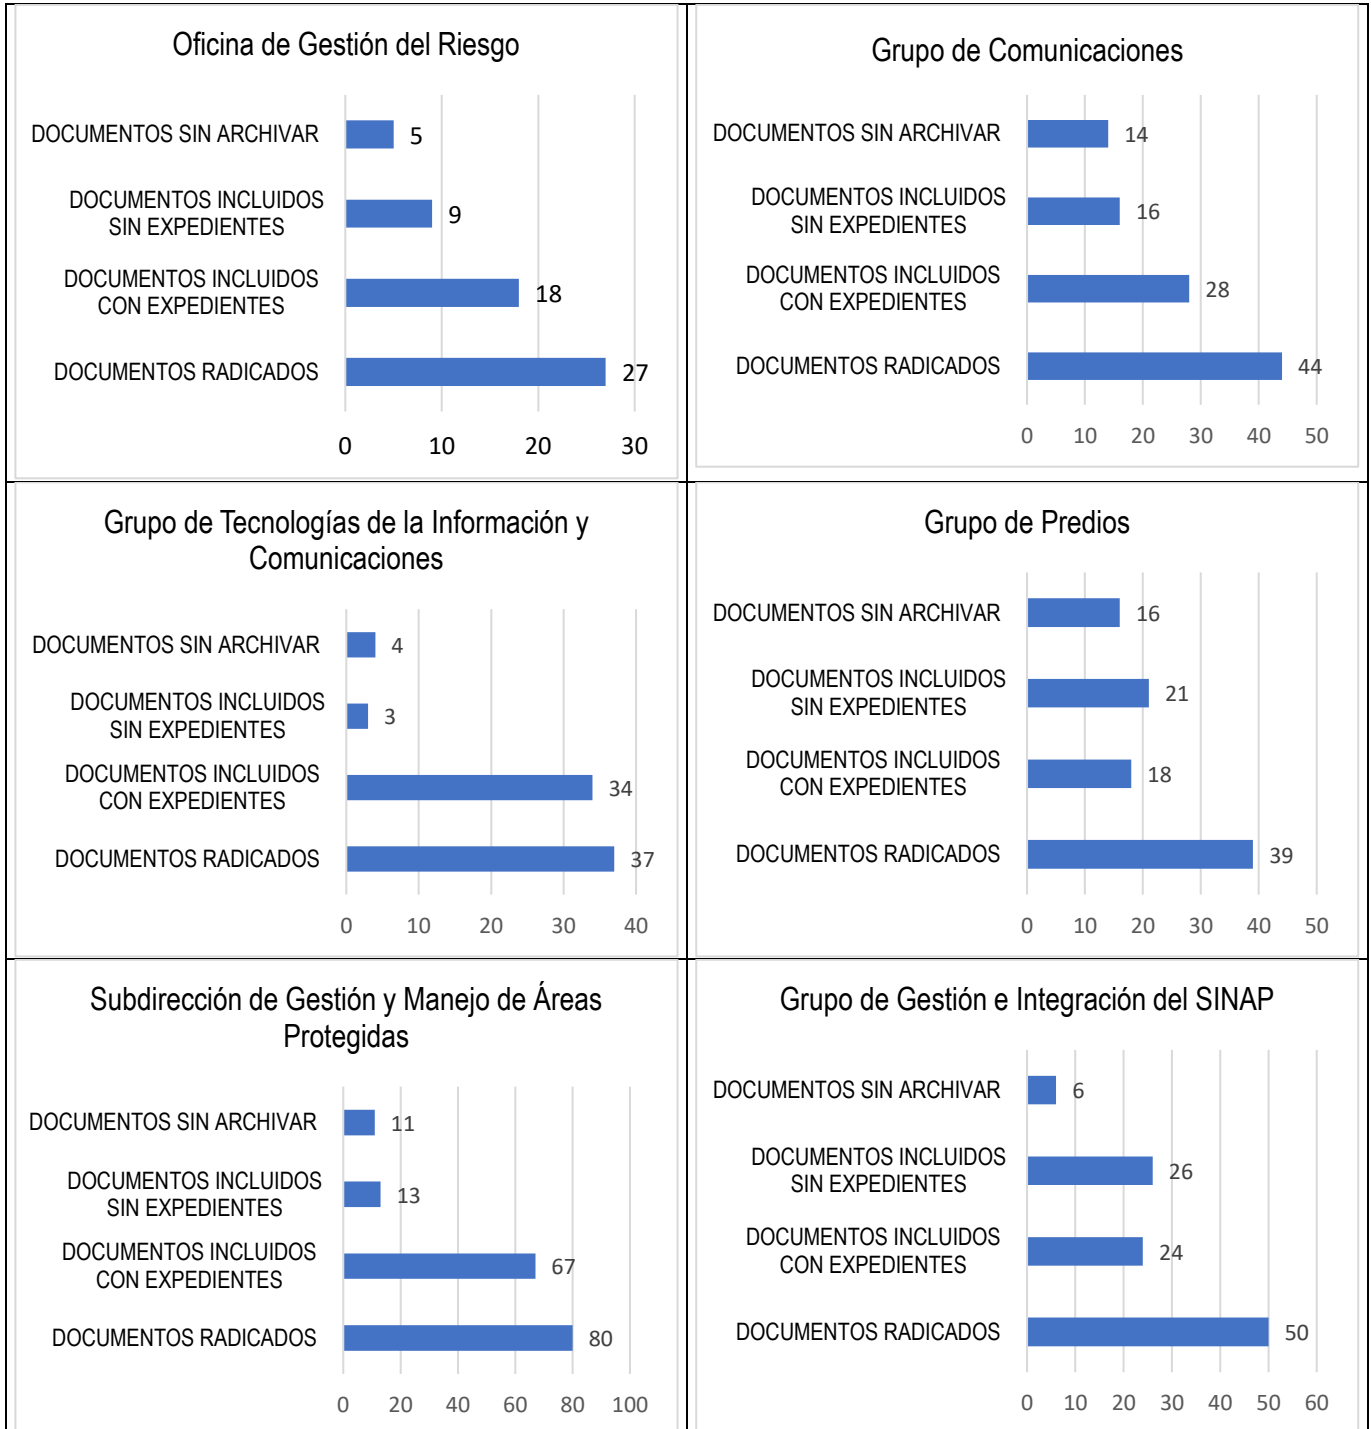 Oficina de Gestión del Riesgo
DOCUMENTOS SIN ARCHIVAR
5
DOCUMENTOS INCLUIDOS
SIN EXPEDIENTES
9
DOCUMENTOS INCLUIDOS
CON EXPEDIENTES
18
DOCUMENTOS RADICADOS
27
0 10 20 30
Grupo de Comunicaciones
DOCUMENTOS SIN ARCHIVAR
14
DOCUMENTOS INCLUIDOS
SIN EXPEDIENTES
16
DOCUMENTOS INCLUIDOS
CON EXPEDIENTES
28
DOCUMENTOS RADICADOS
44
0 10 20 30 40 50
Grupo de Tecnologías de la Información y
Comunicaciones
DOCUMENTOS SIN ARCHIVAR
4
DOCUMENTOS INCLUIDOS
SIN EXPEDIENTES
3
DOCUMENTOS INCLUIDOS
CON EXPEDIENTES
34
DOCUMENTOS RADICADOS
37
0 10 20 30 40
Grupo de Predios
DOCUMENTOS SIN ARCHIVAR
16
DOCUMENTOS INCLUIDOS
SIN EXPEDIENTES
21
DOCUMENTOS INCLUIDOS
CON EXPEDIENTES
18
DOCUMENTOS RADICADOS
39
0 10 20 30 40 50
Subdirección de Gestión y Manejo de Áreas
Protegidas
DOCUMENTOS SIN ARCHIVAR
11
DOCUMENTOS INCLUIDOS
SIN EXPEDIENTES
13
DOCUMENTOS INCLUIDOS
CON EXPEDIENTES
67
DOCUMENTOS RADICADOS
80
0 20 40 60 80 100
Grupo de Gestión e Integración del SINAP
DOCUMENTOS SIN ARCHIVAR
6
DOCUMENTOS INCLUIDOS
SIN EXPEDIENTES
26
DOCUMENTOS INCLUIDOS
CON EXPEDIENTES
24
DOCUMENTOS RADICADOS
50
0 10 20 30 40 50 60